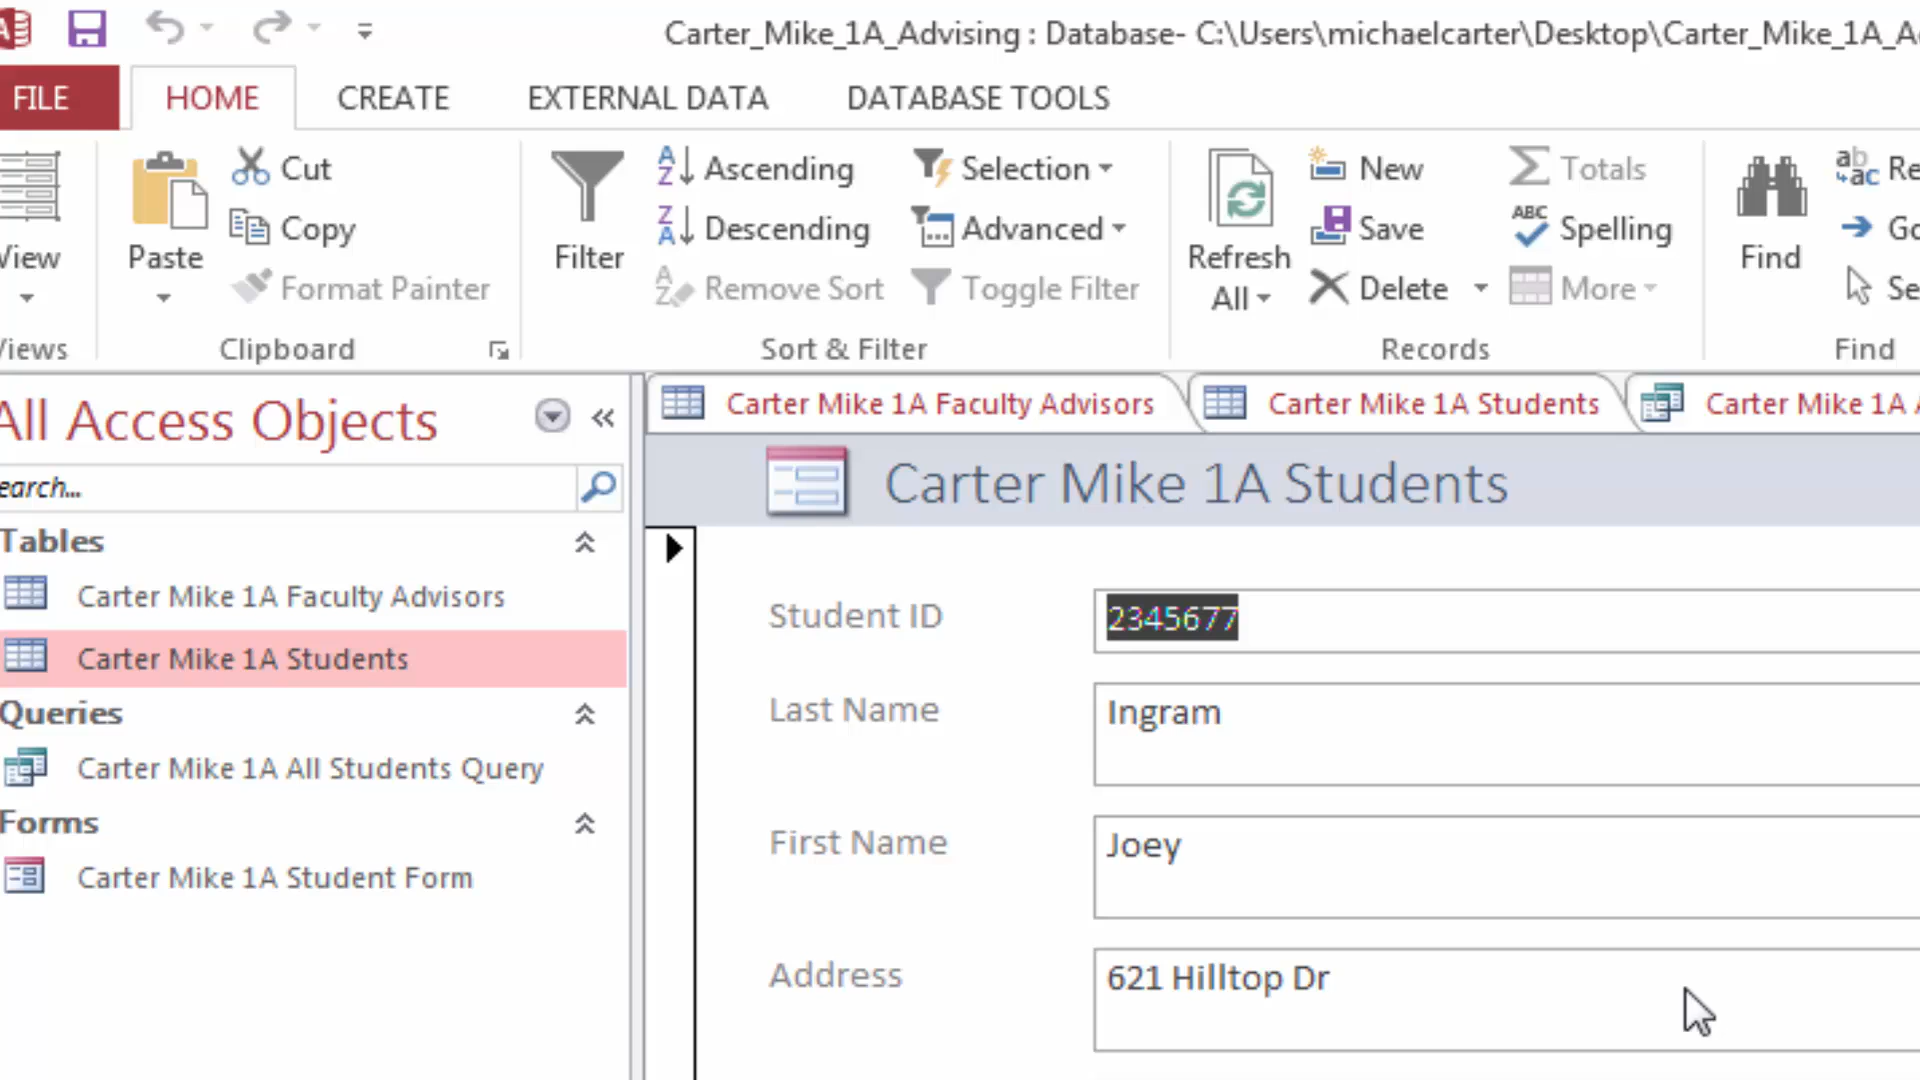 Carter_Mike_1A_Advising : Database- C:\Users\michaelcarter\Desktop\Carter_Mike_1A_A
FILE HOME CREATE EXTERNAL DATA DATABASE TOOLS
Cut Ascending Selection New Totals
Copy Descending Advanced Save Spelling
View Paste Filter Refresh All Find
Format Painter Remove Sort Toggle Filter Delete More
Views Clipboard Sort & Filter Records Find
All Access Objects
Carter Mike 1A Faculty Advisors Carter Mike 1A Students Carter Mike 1A
earch...
Carter Mike 1A Students
Tables
Carter Mike 1A Faculty Advisors
Carter Mike 1A Students
Queries
Carter Mike 1A All Students Query
Forms
Carter Mike 1A Student Form
Student ID 2345677
Last Name Ingram
First Name Joey
Address 621 Hilltop Dr